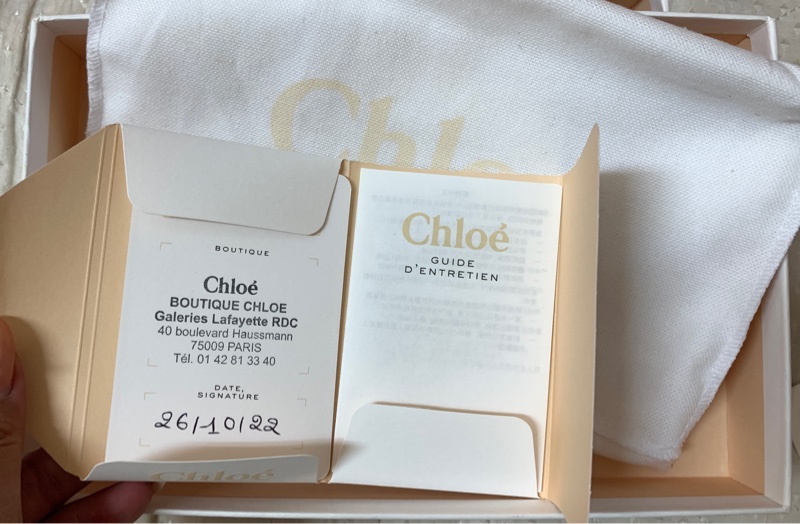 Chloé
BOUTIQUE
Chloé
BOUTIQUE CHLOE
Galeries Lafayette RDC
40 boulevard Haussmann
75009 PARIS
Tél. 01 42 81 33 40
DATE,
SIGNATURE
26/10/22
Chloé
Chloé
GUIDE
D'ENTRETIEN